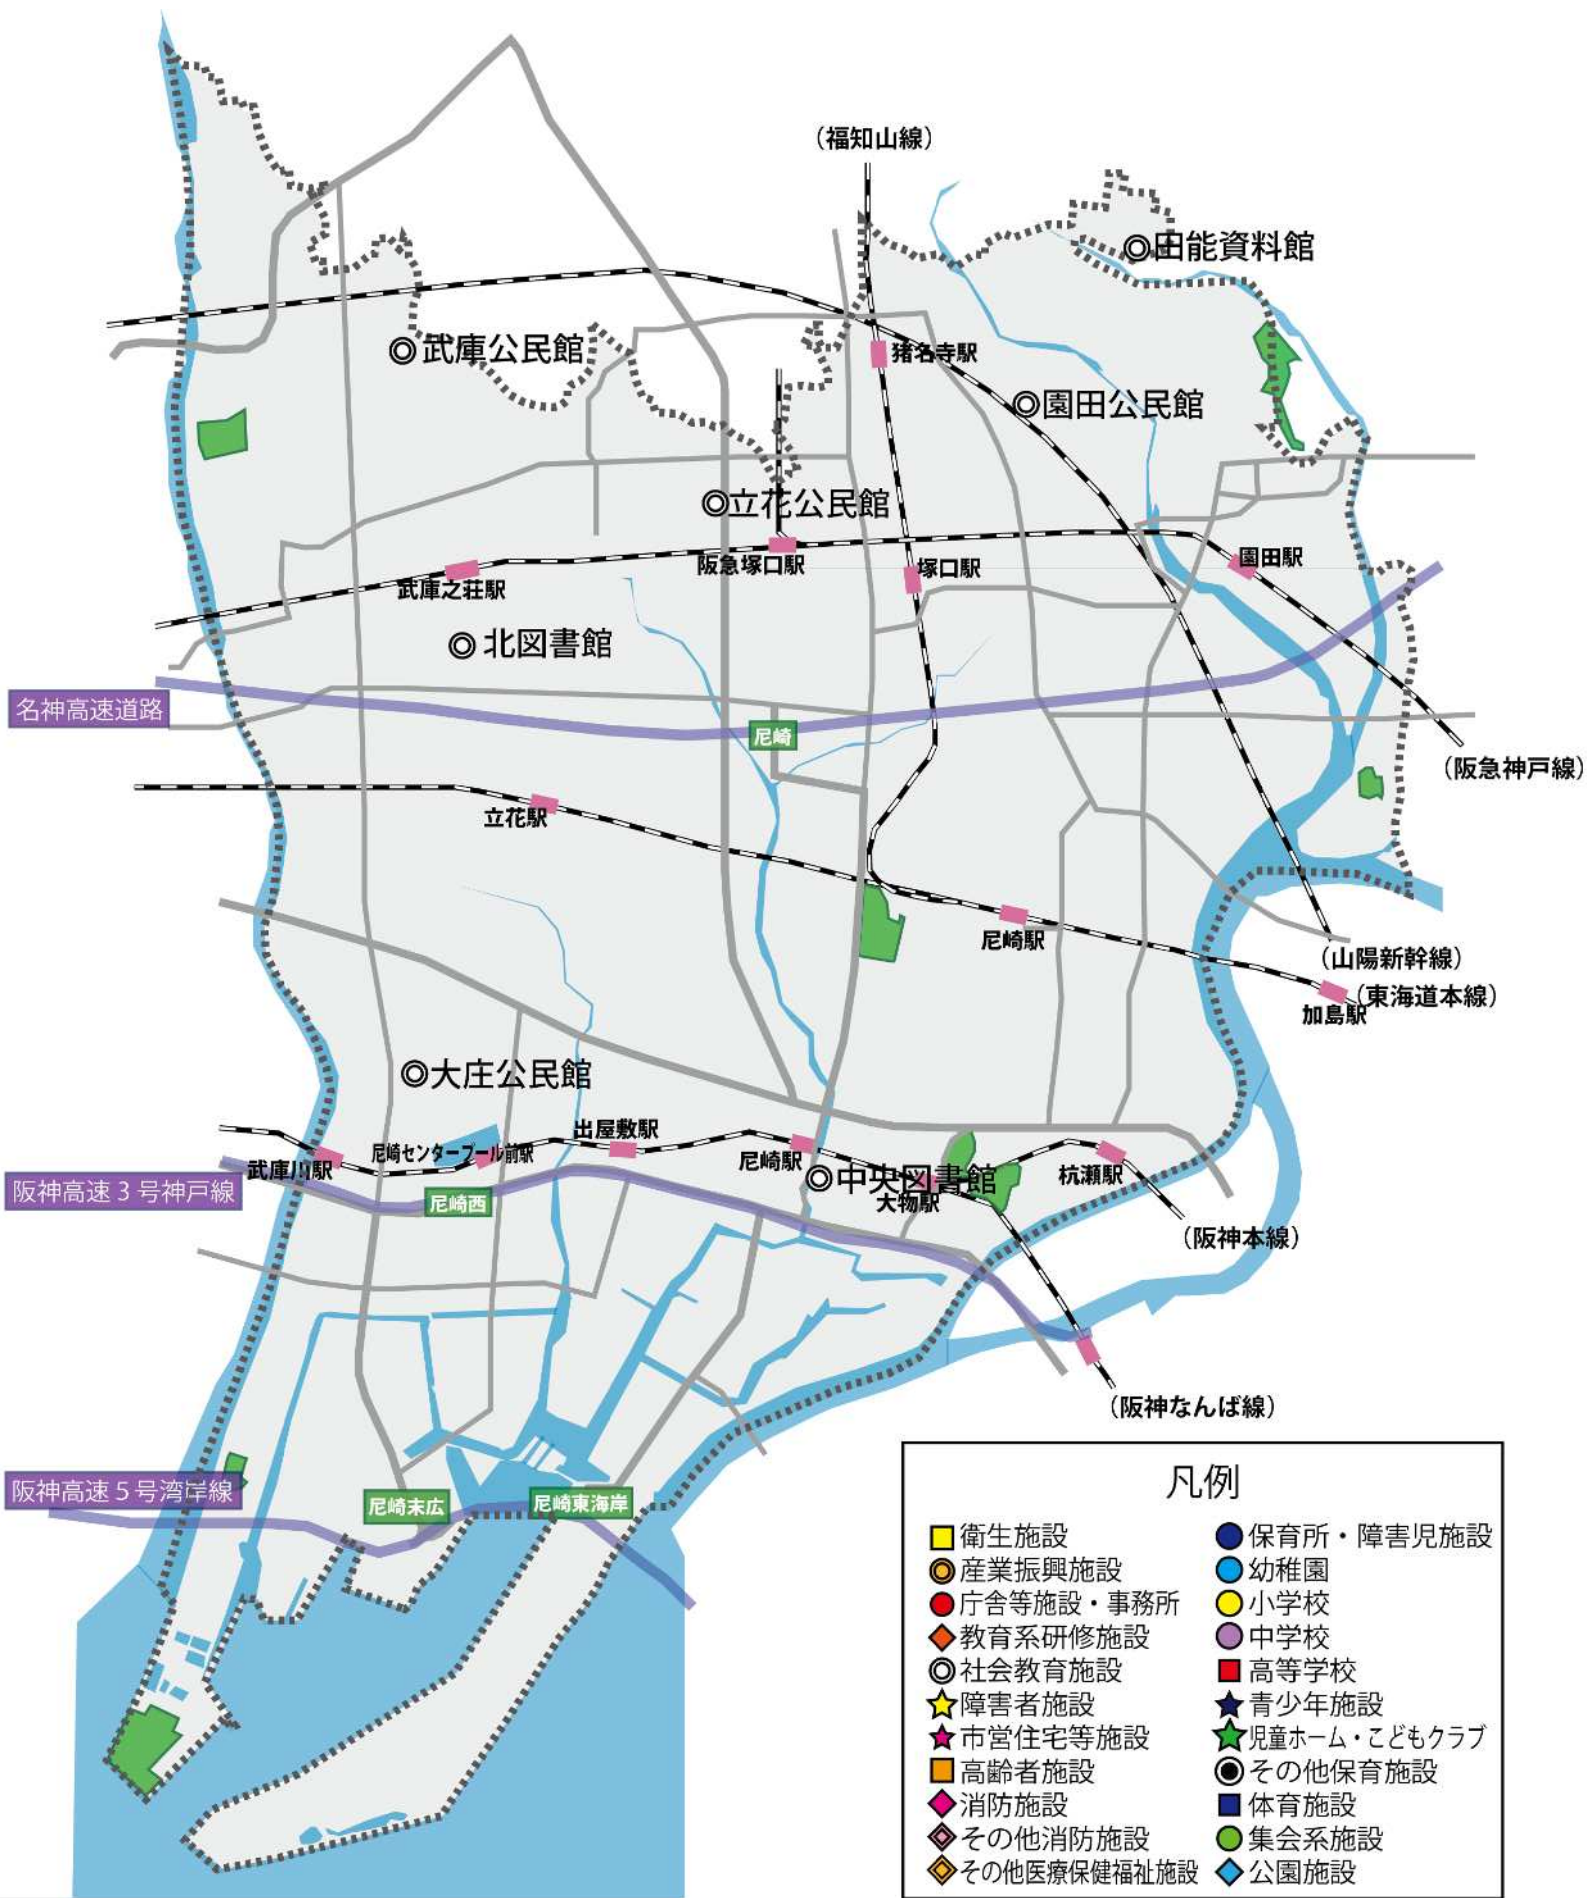 （福知山線）
◎田能資料館
◎武庫公民館
猪名寺駅
◎園田公民館
◎立花公民館
阪急塚口駅
塚口駅
園田駅
武庫之荘駅
◎北図書館
名神高速道路
尼崎
（阪急神戸線）
立花駅
尼崎駅
（山陽新幹線）
（東海道本線）
加島駅
◎大庄公民館
出屋敷駅
尼崎センタープール前駅
武庫川駅
尼崎駅
◎中央図書館
大物駅
杭瀬駅
阪神高速３号神戸線
尼崎西
（阪神本線）
（阪神なんば線）
阪神高速５号湾岸線
尼崎末広
尼崎東海岸
凡例
衛生施設
産業振興施設
庁舎等施設・事務所
教育系研修施設
社会教育施設
障害者施設
市営住宅等施設
高齢者施設
消防施設
その他消防施設
その他医療保健福祉施設
保育所・障害児施設
幼稚園
小学校
中学校
高等学校
青少年施設
児童ホーム・こどもクラブ
その他保育施設
体育施設
集会系施設
公園施設